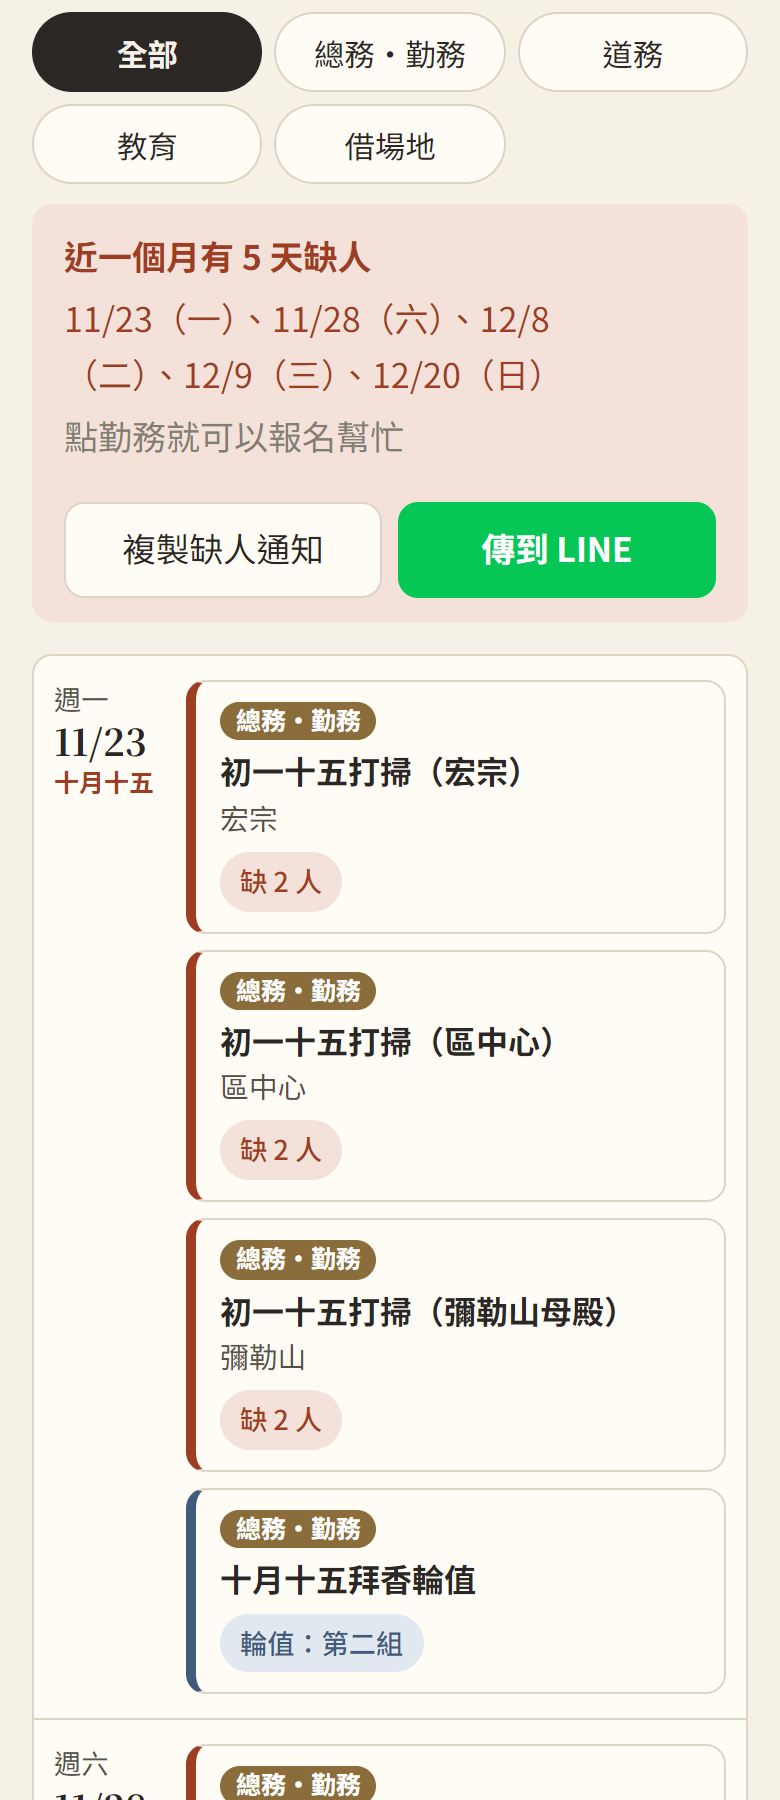 全部
總務・勤務
道務
教育
借場地
近一個月有 5 天缺人
11/23（一）、11/28（六）、12/8
（二）、12/9（三）、12/20（日）
點勤務就可以報名幫忙
複製缺人通知
傳到 LINE
週一
11/23
十月十五
總務・勤務
初一十五打掃（宏宗）
宏宗
缺 2 人
總務・勤務
初一十五打掃（區中心）
區中心
缺 2 人
總務・勤務
初一十五打掃（彌勒山母殿）
彌勒山
缺 2 人
總務・勤務
十月十五拜香輪值
輪值：第二組
週六
總務・勤務